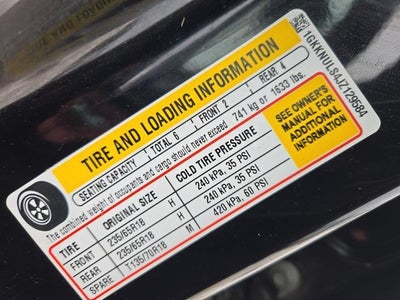 1GKKNULS4JZ129584
TIRE AND LOADING INFORMATION
SEATING CAPACITY TOTAL 6 FRONT 2 REAR 4
The combined weight of occupants and cargo should never exceed 741 kg or 1633 lbs.
TIRE ORIGINAL SIZE COLD TIRE PRESSURE
FRONT 235/65R18 H 240 kPa, 35 PSI
REAR 235/65R18 H 240 kPa, 35 PSI
SPARE T135/70R18 M 420 kPa, 60 PSI
SEE OWNER'S
MANUAL FOR
ADDITIONAL
INFORMATION